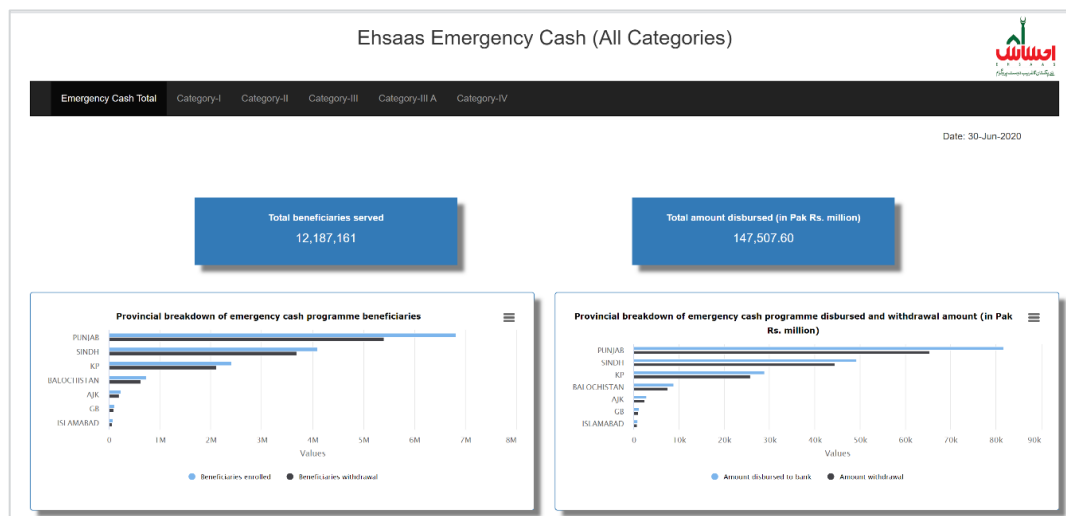 Ehsaas Emergency Cash (All Categories)
احساس
EHSAAS
Emergency Cash Total Category-I Category-II Category-III Category-III A Category-IV
Date: 30-Jun-2020
Total beneficiaries served
12,187,161
Total amount disbursed (in Pak Rs. million)
147,507.60
Provincial breakdown of emergency cash programme beneficiaries
PUNJAB
SINDH
KP
BALOCHISTAN
AJK
GB
ISLAMABAD
0 1M 2M 3M 4M 5M 6M 7M 8M
Values
Beneficiaries enrolled Beneficiaries withdrawal
Provincial breakdown of emergency cash programme disbursed and withdrawal amount (in Pak
Rs. million)
PUNJAB
SINDH
KP
BALOCHISTAN
AJK
GB
ISLAMABAD
0 10k 20k 30k 40k 50k 60k 70k 80k 90k
Values
Amount disbursed to bank Amount withdrawal